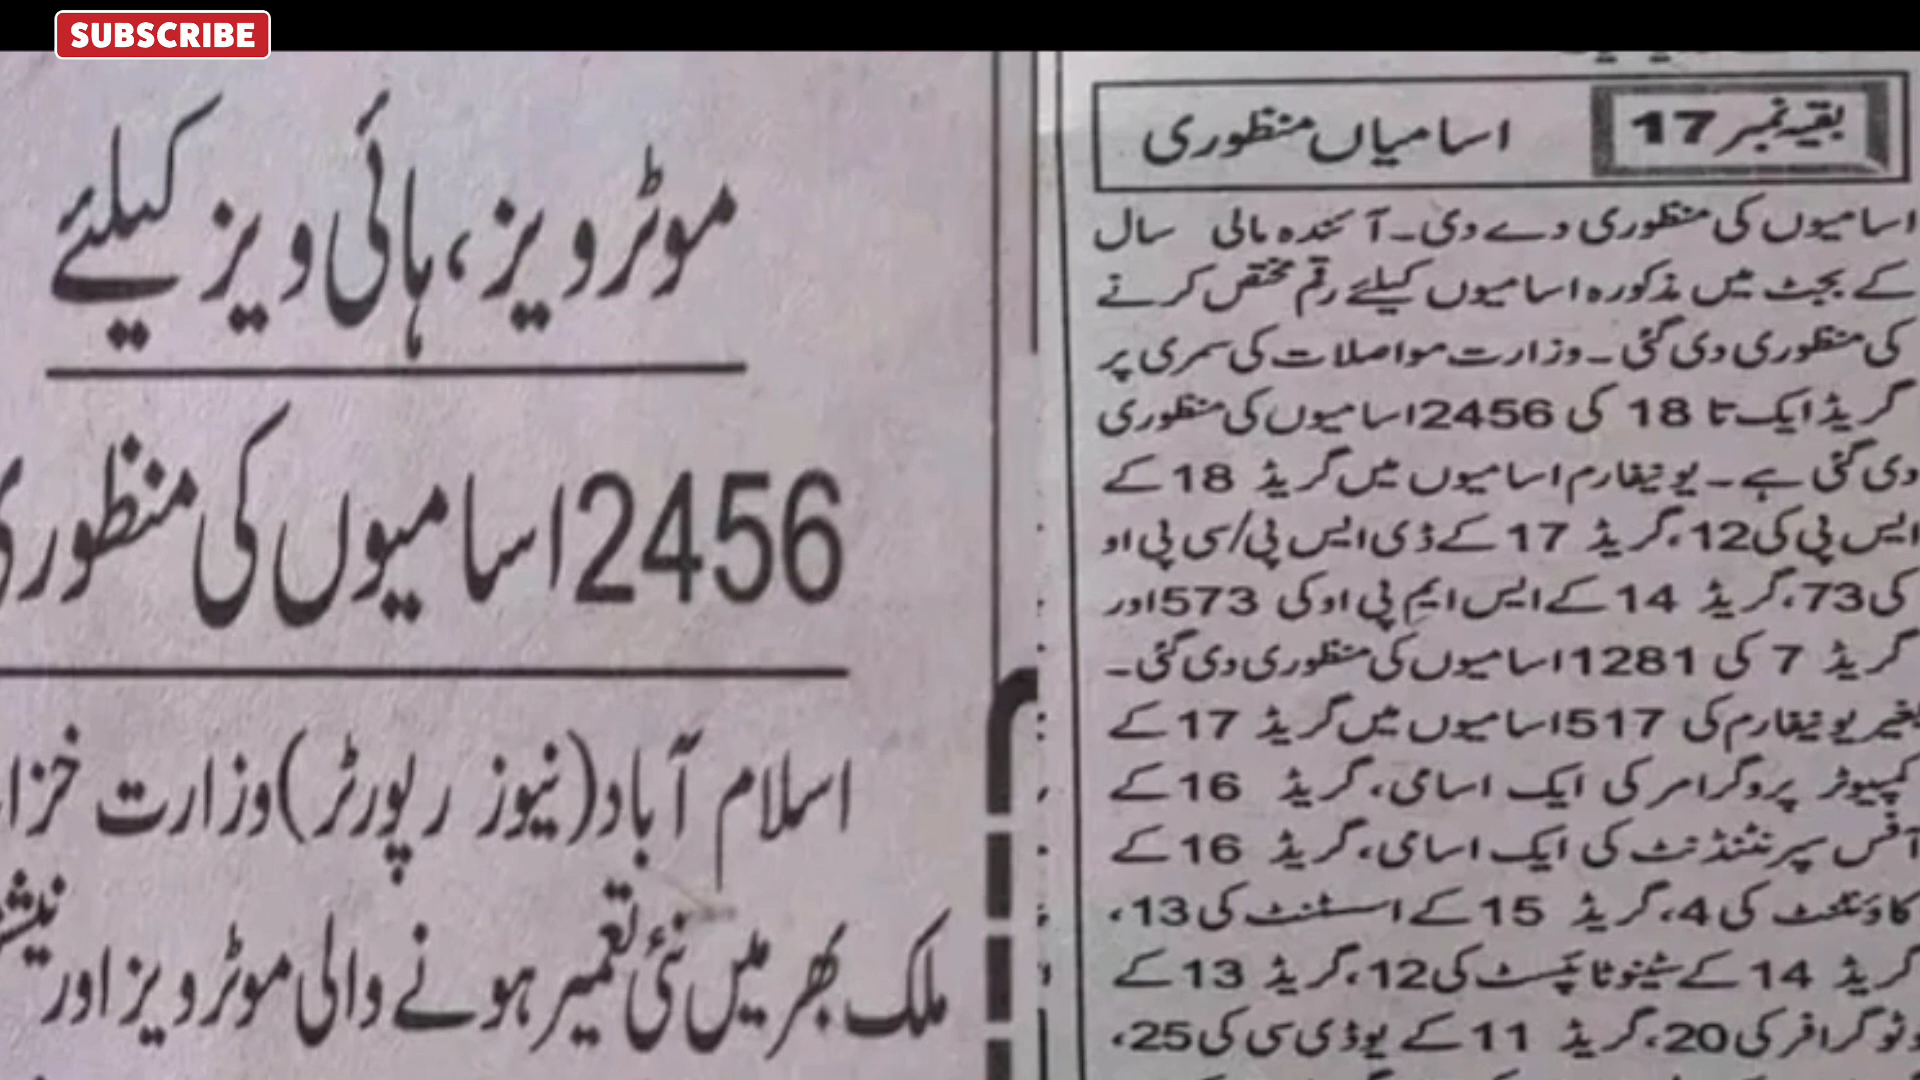 SUBSCRIBE
موٹرویز، ہائی ویز کیلئے
2456 اسامیوں کی منظوری
اسلام آباد (نیوز رپورٹر) وزارت
ملک بھر میں نئی تعمیر ہونے والی موٹرویز اور
بقیہ نمبر 17
اسامیاں منظوری
اسامیوں کی منظوری دے دی۔ آئندہ مالی سال
کے بجٹ میں مذکورہ اسامیوں کیلئے رقم مختص کرنے
کی منظوری دی گئی۔ وزارت مواصلات کی سمری پر
گریڈ ایک تا 18 کی 2456 اسامیوں کی منظوری
دی گئی ہے۔ یونیفارم اسامیوں میں گریڈ 18 کے
ایس پی کی 12، گریڈ 17 کے ڈی ایس پی/سی پی او
کی 73، گریڈ 14 کے ایس ایم پی او کی 573 اور
گریڈ 7 کی 1281 اسامیوں کی منظوری دی گئی۔
بغیر یونیفارم کی 517 اسامیوں میں گریڈ 17 کے
کمپیوٹر پروگرامر کی ایک اسامی، گریڈ 16 کے
آفس سپرنٹنڈنٹ کی ایک اسامی، گریڈ 16 کے
کی 4، گریڈ 15 کے اسسٹنٹ کی 13،
گریڈ 14 کے سٹینوٹائپسٹ کی 12، گریڈ 13 کے
کی 20، گریڈ 11 کے یو ڈی سی کی 25،